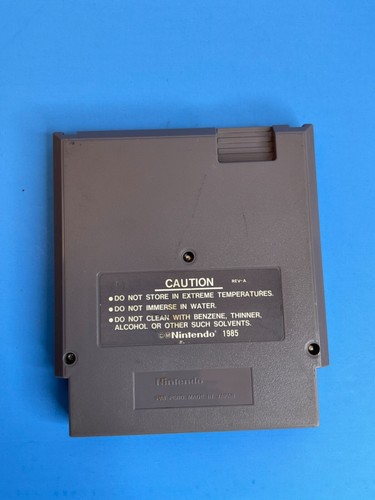 CAUTION REV-A
• DO NOT STORE IN EXTREME TEMPERATURES.
• DO NOT IMMERSE IN WATER.
• DO NOT CLEAN WITH BENZENE, THINNER,
ALCOHOL OR OTHER SUCH SOLVENTS.
Nintendo® 1985
Nintendo